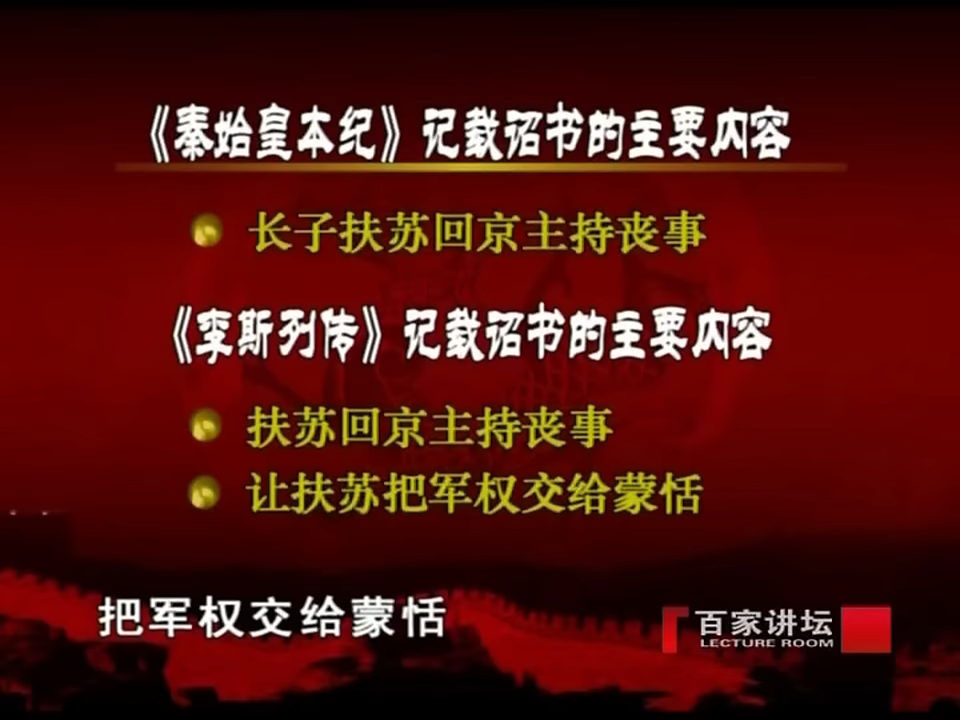 《秦始皇本纪》记载诏书的主要内容
长子扶苏回京主持丧事
《李斯列传》记载诏书的主要内容
扶苏回京主持丧事
让扶苏把军权交给蒙恬
把军权交给蒙恬
百家讲坛
LECTURE ROOM